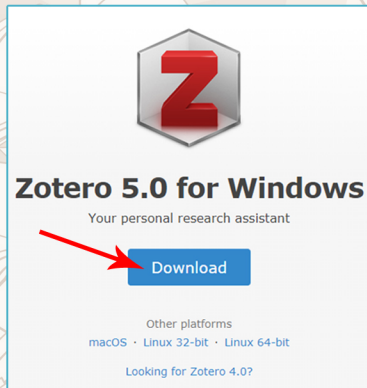 Z
Zotero 5.0 for Windows
Your personal research assistant
Download
Other platforms
macOS · Linux 32-bit · Linux 64-bit
Looking for Zotero 4.0?